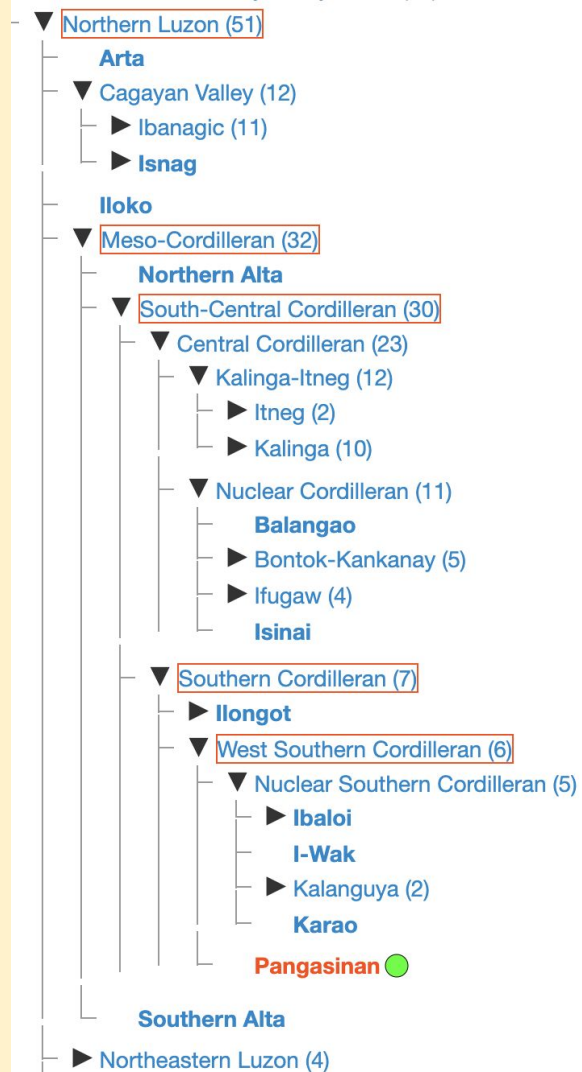 Northern Luzon (51)
Arta
Cagayan Valley (12)
Ibanagic (11)
Isnag
Iloko
Meso-Cordilleran (32)
Northern Alta
South-Central Cordilleran (30)
Central Cordilleran (23)
Kalinga-Itneg (12)
Itneg (2)
Kalinga (10)
Nuclear Cordilleran (11)
Balangao
Bontok-Kankanay (5)
Ifugaw (4)
Isinai
Southern Cordilleran (7)
Ilongot
West Southern Cordilleran (6)
Nuclear Southern Cordilleran (5)
Ibaloi
I-Wak
Kalanguya (2)
Karao
Pangasinan
Southern Alta
Northeastern Luzon (4)